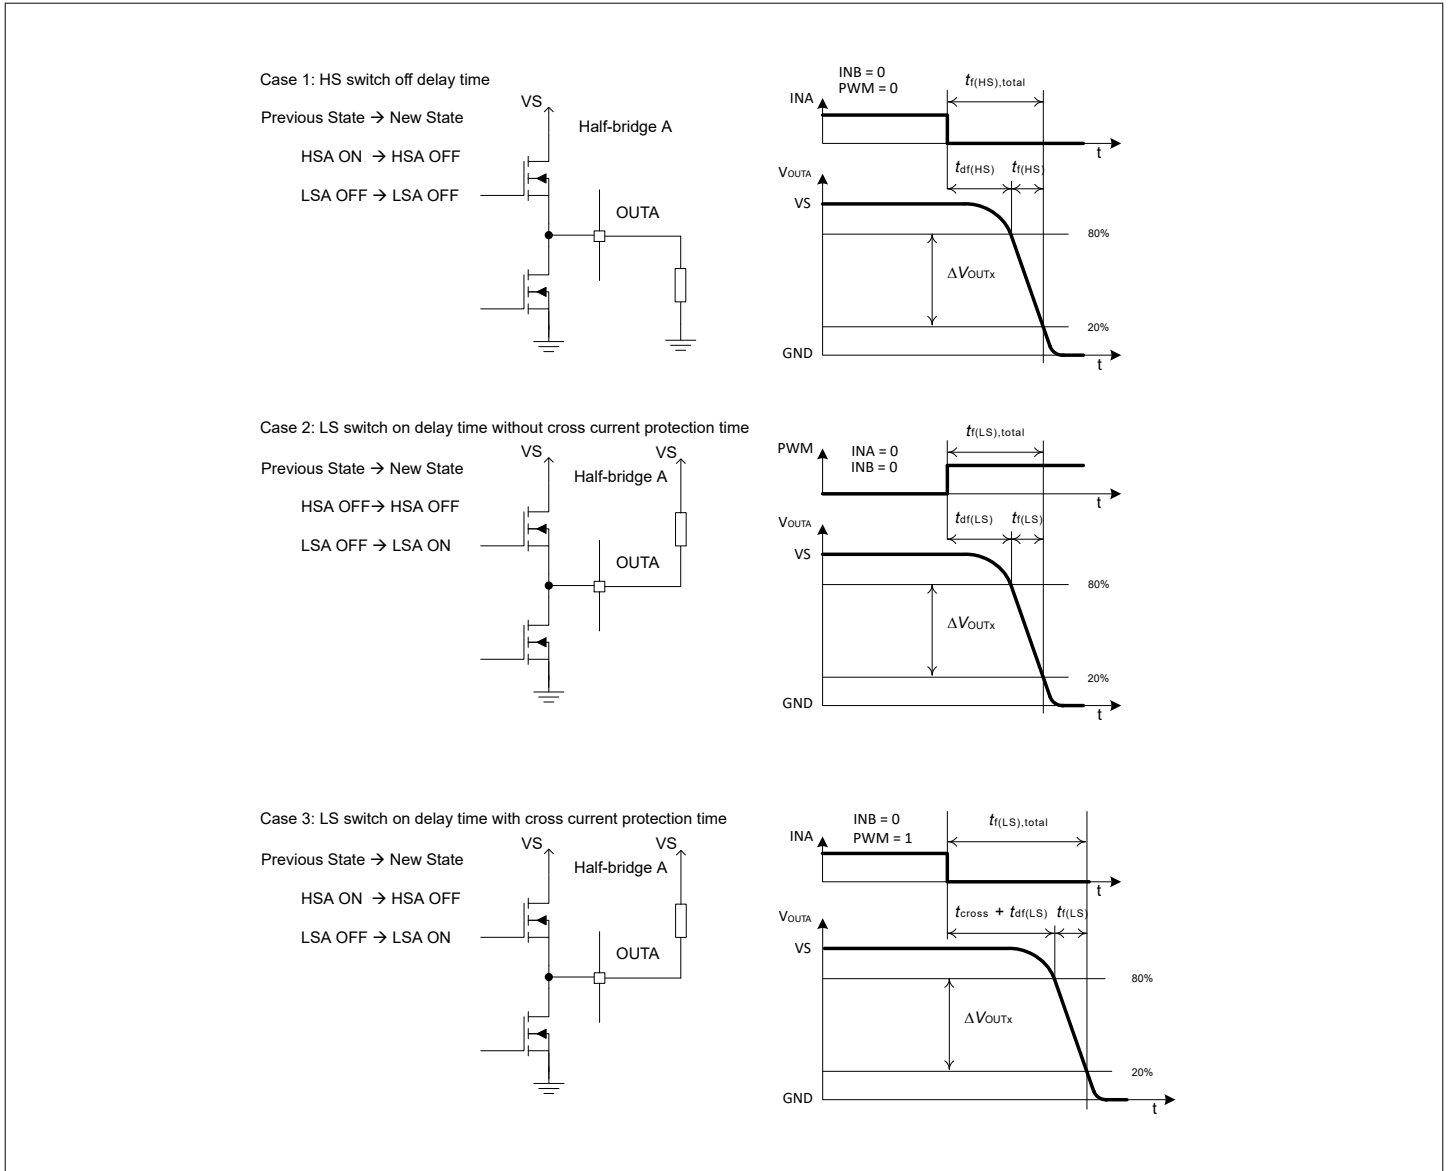 Case 1: HS switch off delay time
Previous State → New State
HSA ON → HSA OFF
LSA OFF → LSA OFF
VS
Half-bridge A
OUTA
INB = 0
PWM = 0
INA
tf(HS),total
t
VOUTA
tdf(HS) tf(HS)
VS
80%
ΔVOUTx
20%
GND
t
Case 2: LS switch on delay time without cross current protection time
Previous State → New State
HSA OFF→ HSA OFF
LSA OFF → LSA ON
VS
VS
Half-bridge A
OUTA
PWM
INA = 0
INB = 0
tf(LS),total
t
VOUTA
tdf(LS) tf(LS)
VS
80%
ΔVOUTx
20%
GND
t
Case 3: LS switch on delay time with cross current protection time
Previous State → New State
HSA ON → HSA OFF
LSA OFF → LSA ON
VS
VS
Half-bridge A
OUTA
INB = 0
PWM = 1
INA
tf(LS),total
t
VOUTA
tcross + tdf(LS) tf(LS)
VS
80%
ΔVOUTx
20%
GND
t